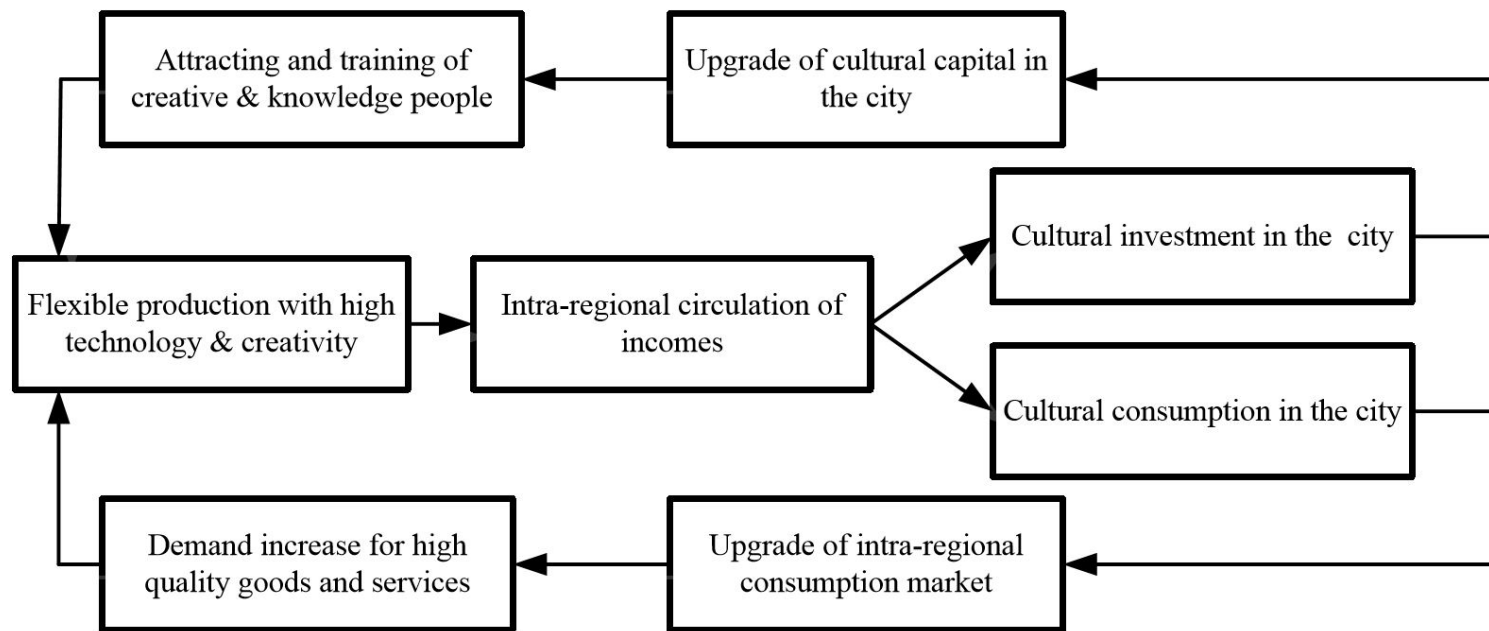 Attracting and training of
creative & knowledge people
Upgrade of cultural capital in
the city
Cultural investment in the city
Flexible production with high
technology & creativity
Intra-regional circulation of
incomes
Cultural consumption in the city
Demand increase for high
quality goods and services
Upgrade of intra-regional
consumption market